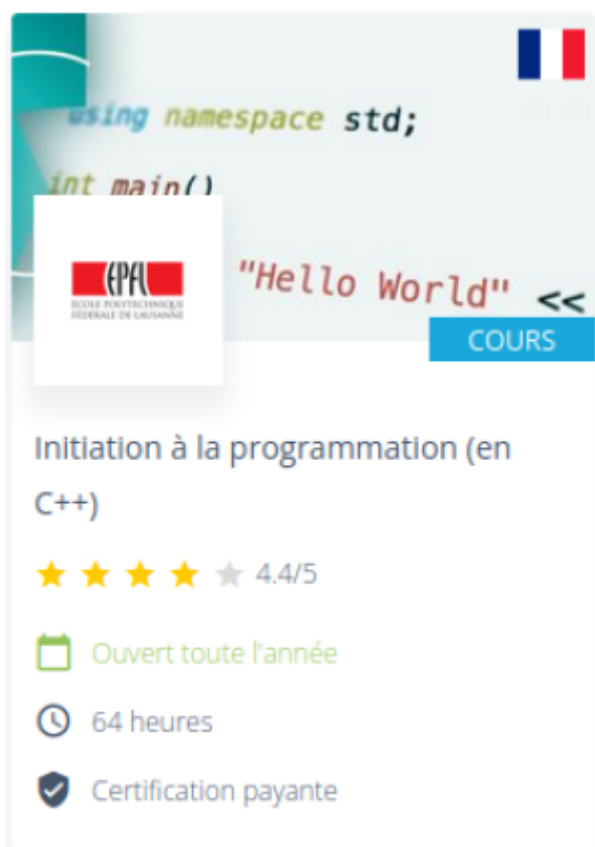 using namespace std;
int main()
"Hello World" <<
EPFL
ÉCOLE POLYTECHNIQUE
FÉDÉRALE DE LAUSANNE
COURS
Initiation à la programmation (en
C++)
4.4/5
Ouvert toute l'année
64 heures
Certification payante